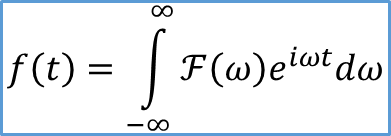 f(t) = ∫_{-∞}^{∞} ℱ(ω)e^{iωt}dω